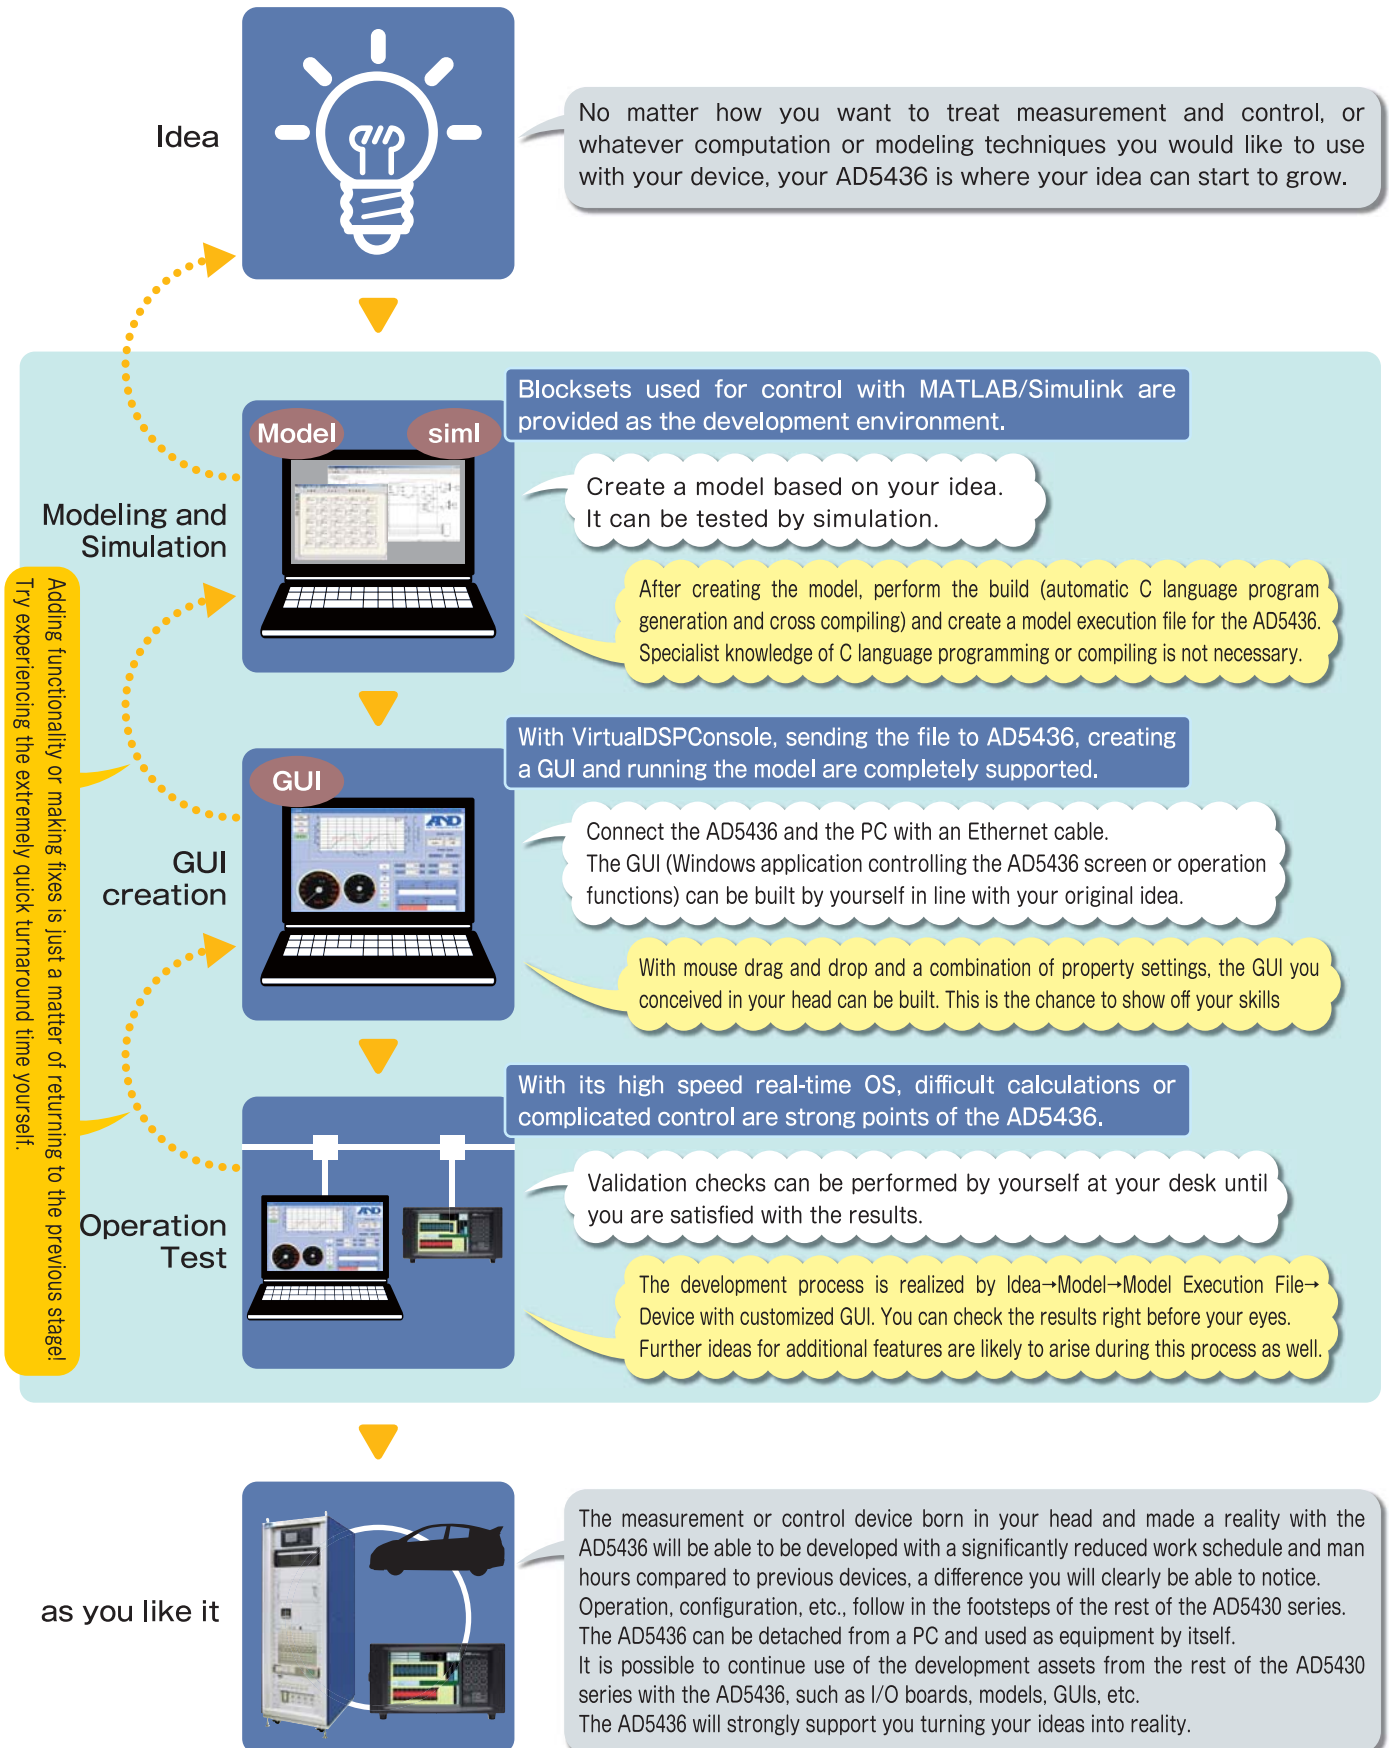 Idea
No matter how you want to treat measurement and control, or
whatever computation or modeling techniques you would like to use
with your device, your AD5436 is where your idea can start to grow.
Blocksets used for control with MATLAB/Simulink are
provided as the development environment.
Model
siml
Modeling and
Simulation
Create a model based on your idea.
It can be tested by simulation.
After creating the model, perform the build (automatic C language program
generation and cross compiling) and create a model execution file for the AD5436.
Specialist knowledge of C language programming or compiling is not necessary.
Adding functionality or making fixes is just a matter of returning to the previous stage!
Try experiencing the extremely quick turnaround time yourself.
With VirtualDSPConsole, sending the file to AD5436, creating
a GUI and running the model are completely supported.
GUI
AND
GUI
creation
Connect the AD5436 and the PC with an Ethernet cable.
The GUI (Windows application controlling the AD5436 screen or operation
functions) can be built by yourself in line with your original idea.
With mouse drag and drop and a combination of property settings, the GUI you
conceived in your head can be built. This is the chance to show off your skills
With its high speed real-time OS, difficult calculations or
complicated control are strong points of the AD5436.
Operation
Test
AND
Validation checks can be performed by yourself at your desk until
you are satisfied with the results.
The development process is realized by Idea→Model→Model Execution File→
Device with customized GUI. You can check the results right before your eyes.
Further ideas for additional features are likely to arise during this process as well.
as you like it
The measurement or control device born in your head and made a reality with the
AD5436 will be able to be developed with a significantly reduced work schedule and man
hours compared to previous devices, a difference you will clearly be able to notice.
Operation, configuration, etc., follow in the footsteps of the rest of the AD5430 series.
The AD5436 can be detached from a PC and used as equipment by itself.
It is possible to continue use of the development assets from the rest of the AD5430
series with the AD5436, such as I/O boards, models, GUIs, etc.
The AD5436 will strongly support you turning your ideas into reality.